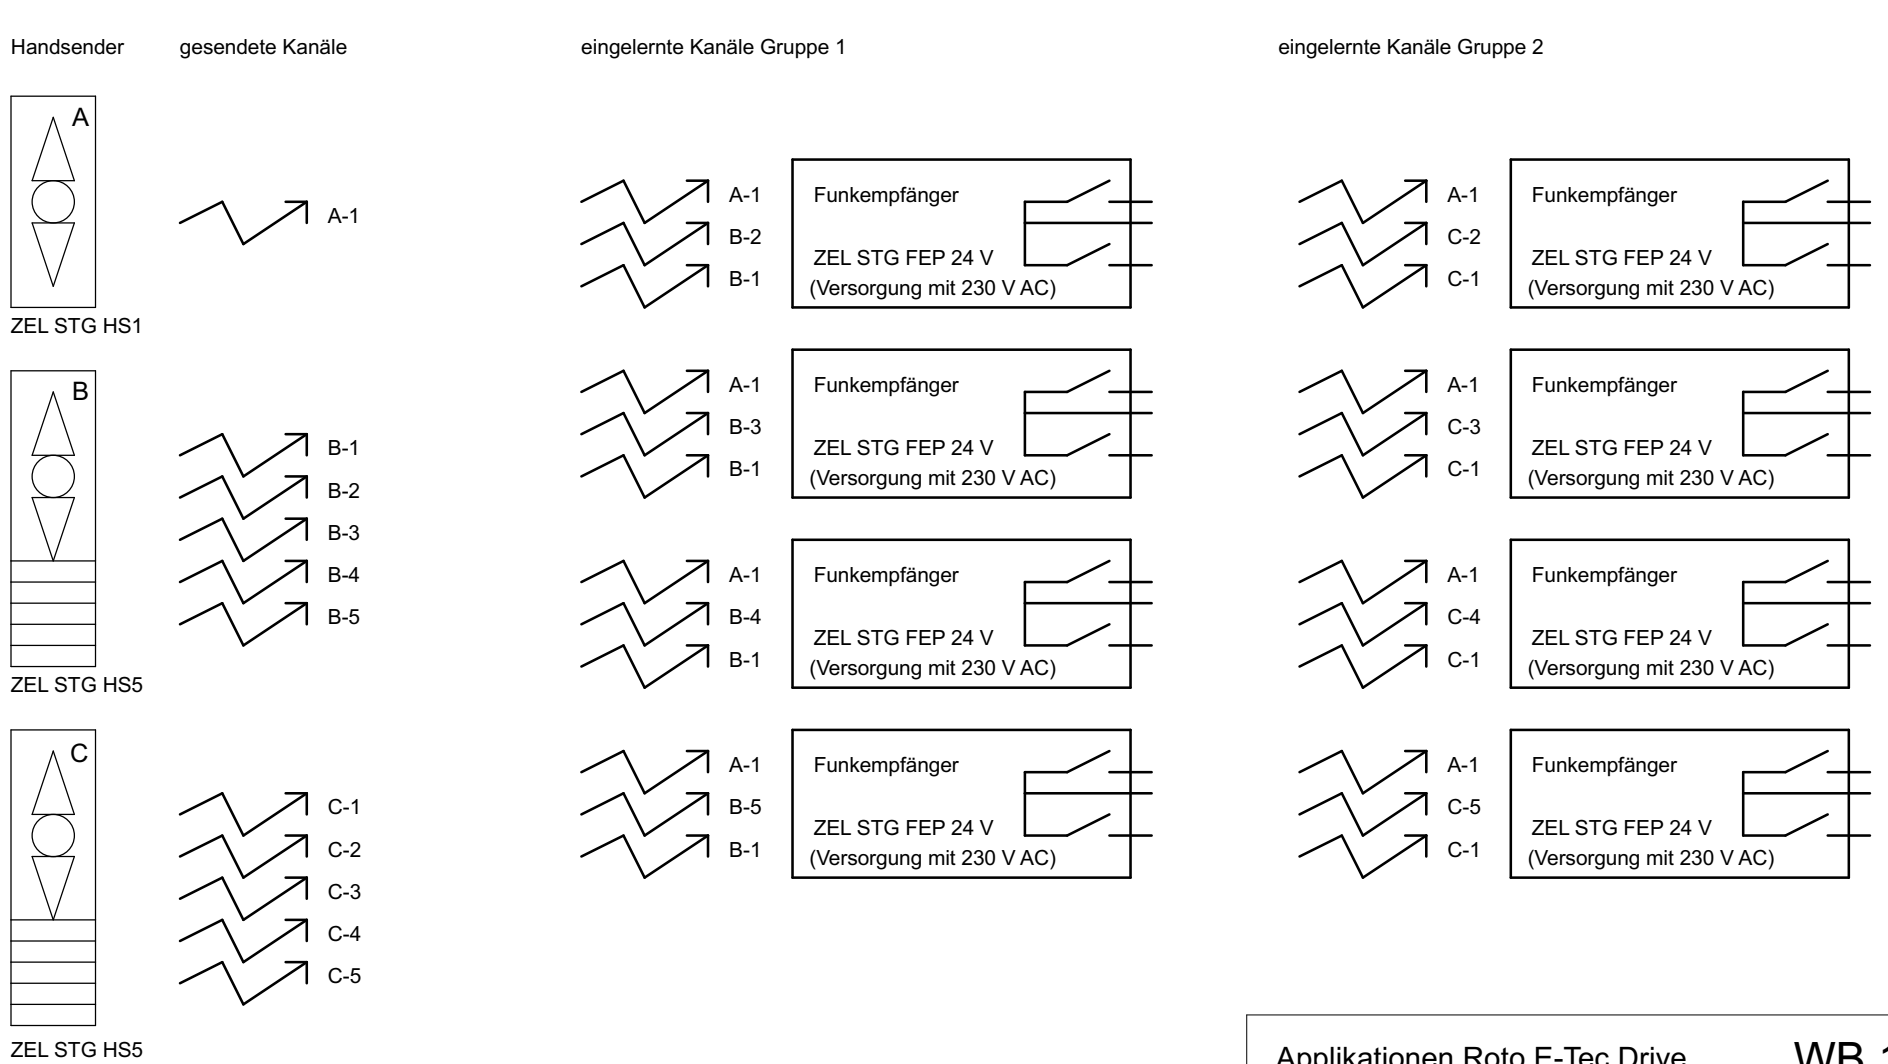 Handsender gesendete Kanäle eingelernte Kanäle Gruppe 1 eingelernte Kanäle Gruppe 2
A
A-1
ZEL STG HS1
B
B-1
B-2
B-3
B-4
B-5
ZEL STG HS5
C
C-1
C-2
C-3
C-4
C-5
ZEL STG HS5
A-1
B-2
B-1
Funkempfänger
ZEL STG FEP 24 V
(Versorgung mit 230 V AC)
A-1
B-3
B-1
Funkempfänger
ZEL STG FEP 24 V
(Versorgung mit 230 V AC)
A-1
B-4
B-1
Funkempfänger
ZEL STG FEP 24 V
(Versorgung mit 230 V AC)
A-1
B-5
B-1
Funkempfänger
ZEL STG FEP 24 V
(Versorgung mit 230 V AC)
A-1
C-2
C-1
Funkempfänger
ZEL STG FEP 24 V
(Versorgung mit 230 V AC)
A-1
C-3
C-1
Funkempfänger
ZEL STG FEP 24 V
(Versorgung mit 230 V AC)
A-1
C-4
C-1
Funkempfänger
ZEL STG FEP 24 V
(Versorgung mit 230 V AC)
A-1
C-5
C-1
Funkempfänger
ZEL STG FEP 24 V
(Versorgung mit 230 V AC)
Applikationen Roto E-Tec Drive WB